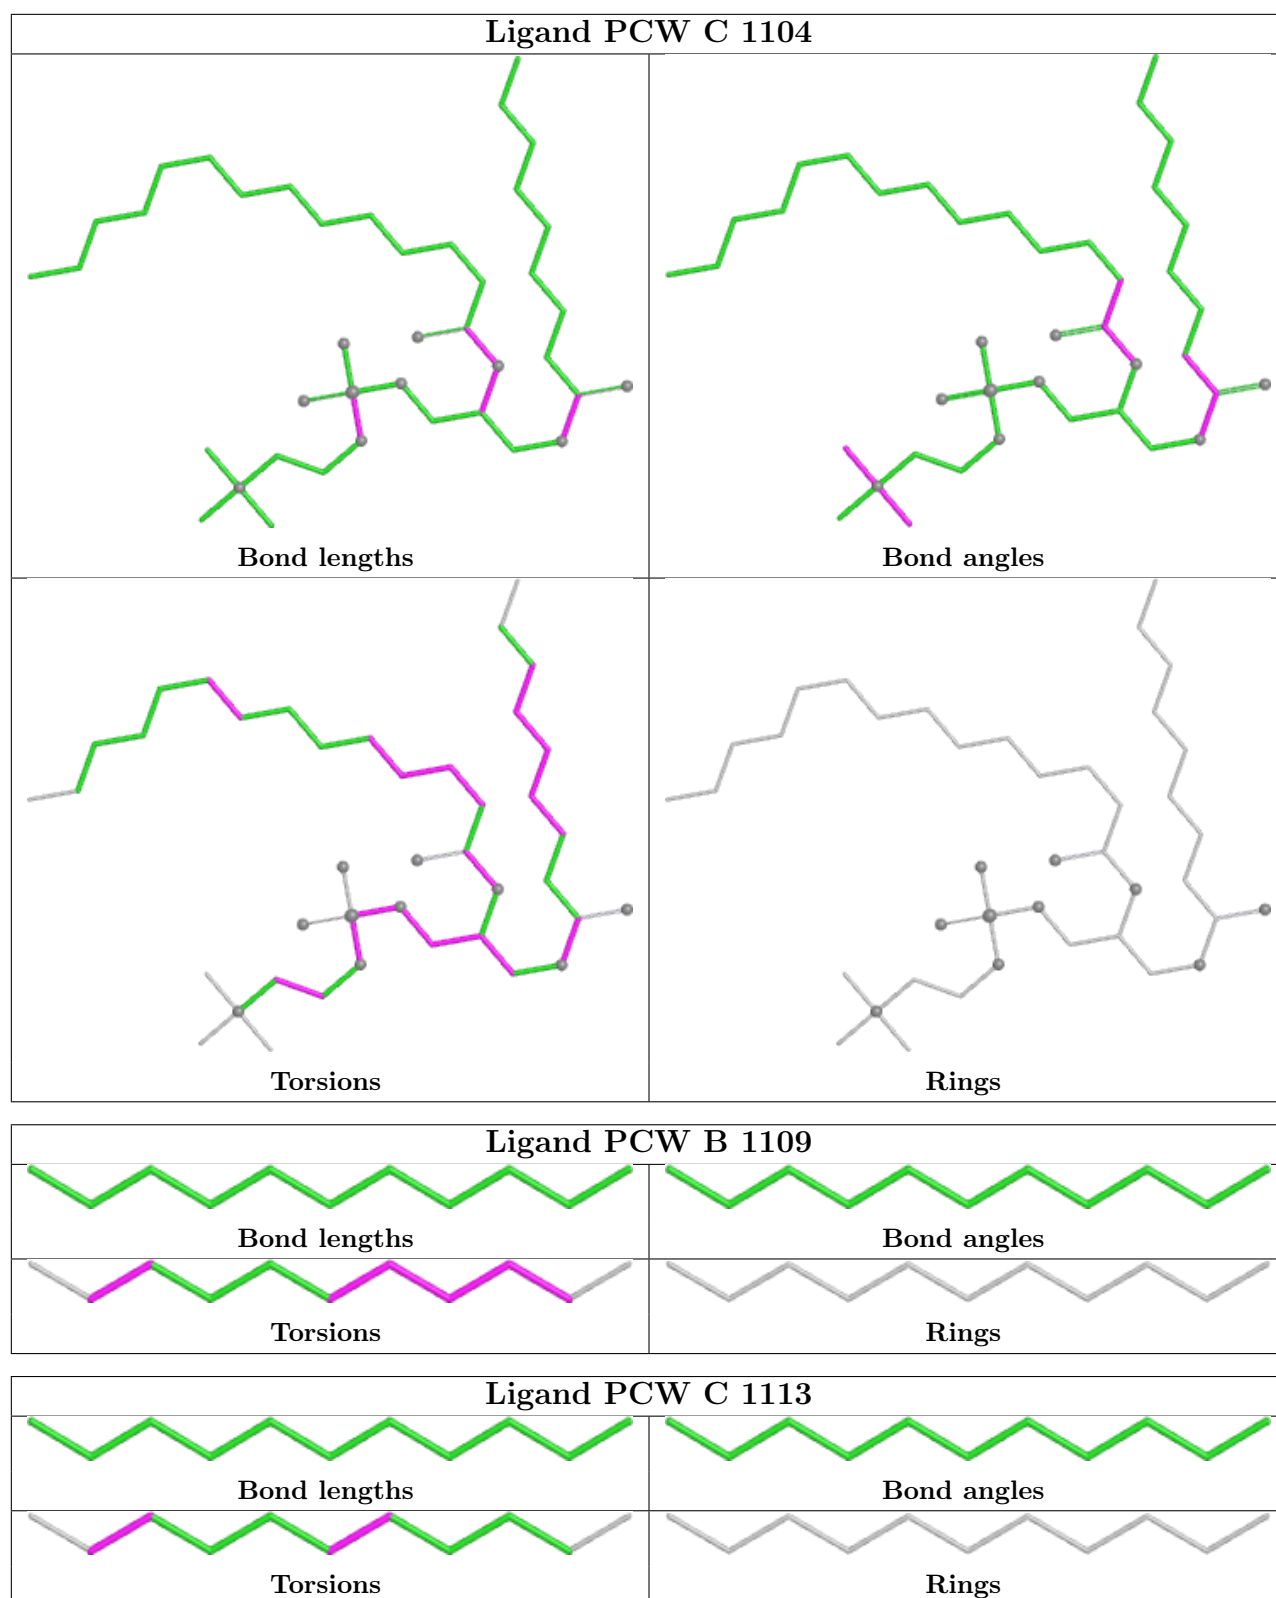 Ligand PCW C 1104
Bond lengths
Bond angles
Torsions
Rings
Ligand PCW B 1109
Bond lengths
Bond angles
Torsions
Rings
Ligand PCW C 1113
Bond lengths
Bond angles
Torsions
Rings